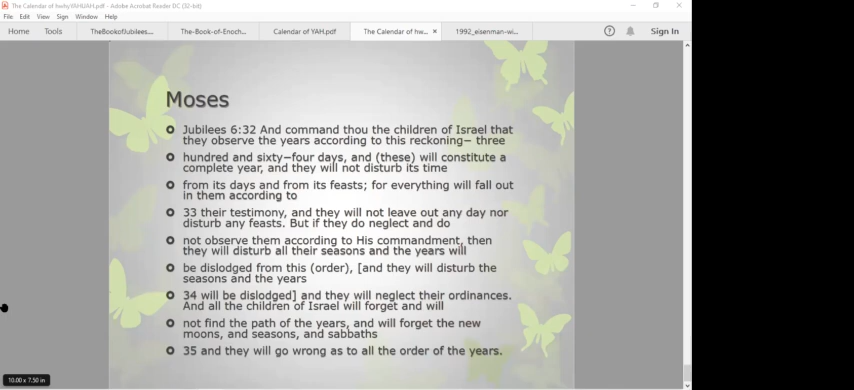 The Calendar of hwhyYAHUAH.pdf - Adobe Acrobat Reader DC (32-bit)
File Edit View Sign Window Help
Home Tools TheBookofJubilees.... The-Book-of-Enoch... Calendar of YAH.pdf The Calendar of hw... × 1992_eisenman-wi... Sign In
Moses
Jubilees 6:32 And command thou the children of Israel that
they observe the years according to this reckoning− three
hundred and sixty−four days, and (these) will constitute a
complete year, and they will not disturb its time
from its days and from its feasts; for everything will fall out
in them according to
33 their testimony, and they will not leave out any day nor
disturb any feasts. But if they do neglect and do
not observe them according to His commandment, then
they will disturb all their seasons and the years will
be dislodged from this (order), [and they will disturb the
seasons and the years
34 will be dislodged] and they will neglect their ordinances.
And all the children of Israel will forget and will
not find the path of the years, and will forget the new
moons, and seasons, and sabbaths
35 and they will go wrong as to all the order of the years.
10.00 x 7.50 in